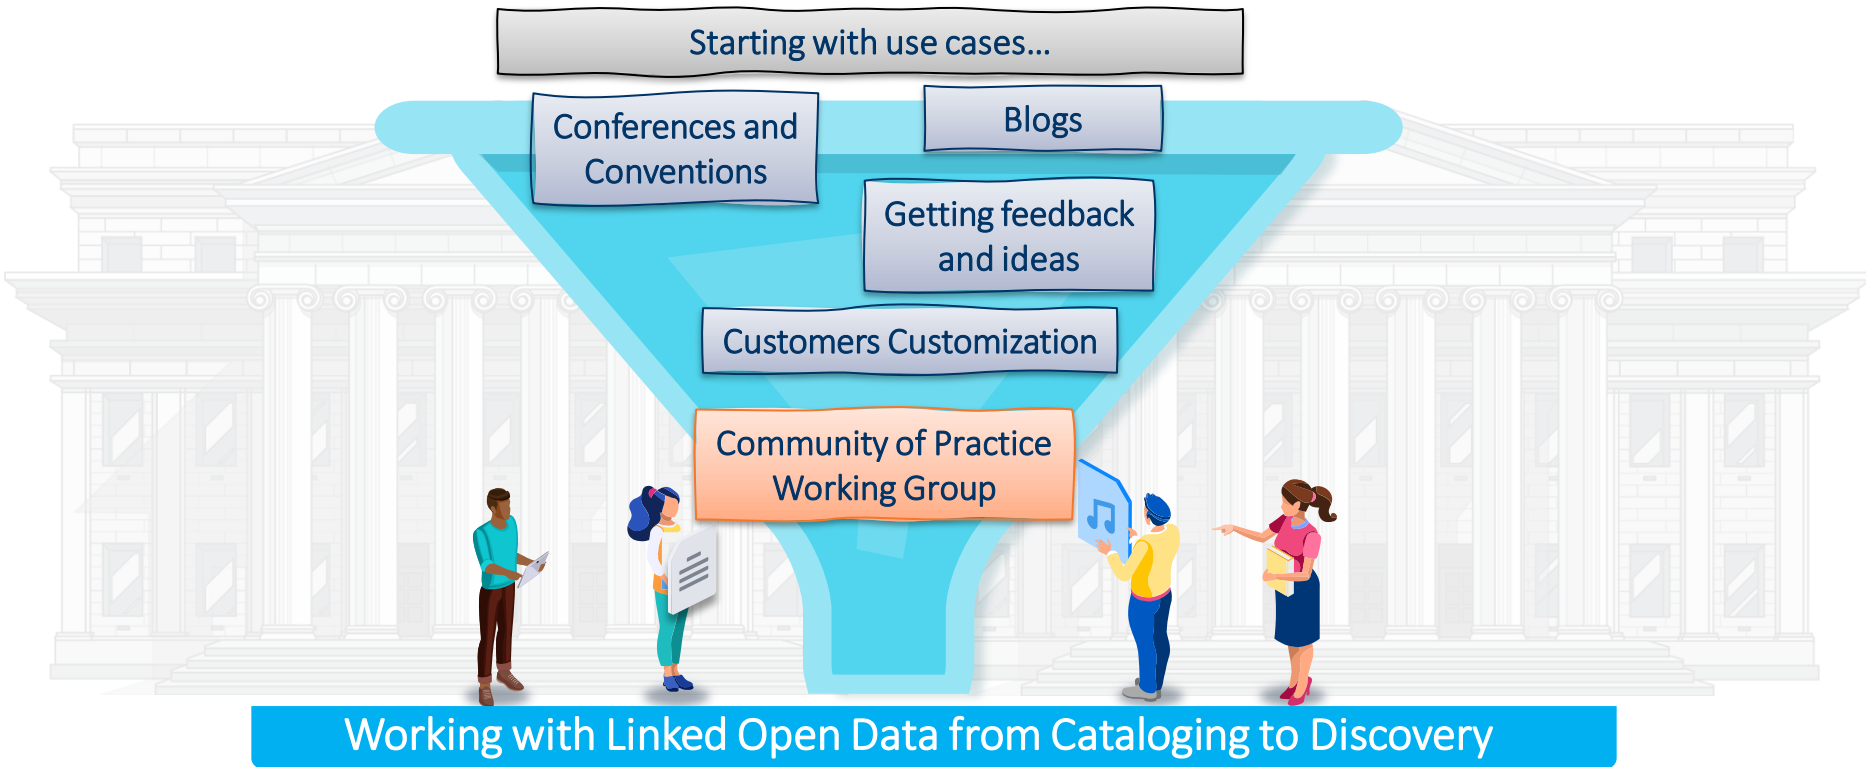 Starting with use cases...
Conferences and
Conventions
Blogs
Getting feedback
and ideas
Customers Customization
Community of Practice
Working Group
Working with Linked Open Data from Cataloging to Discovery